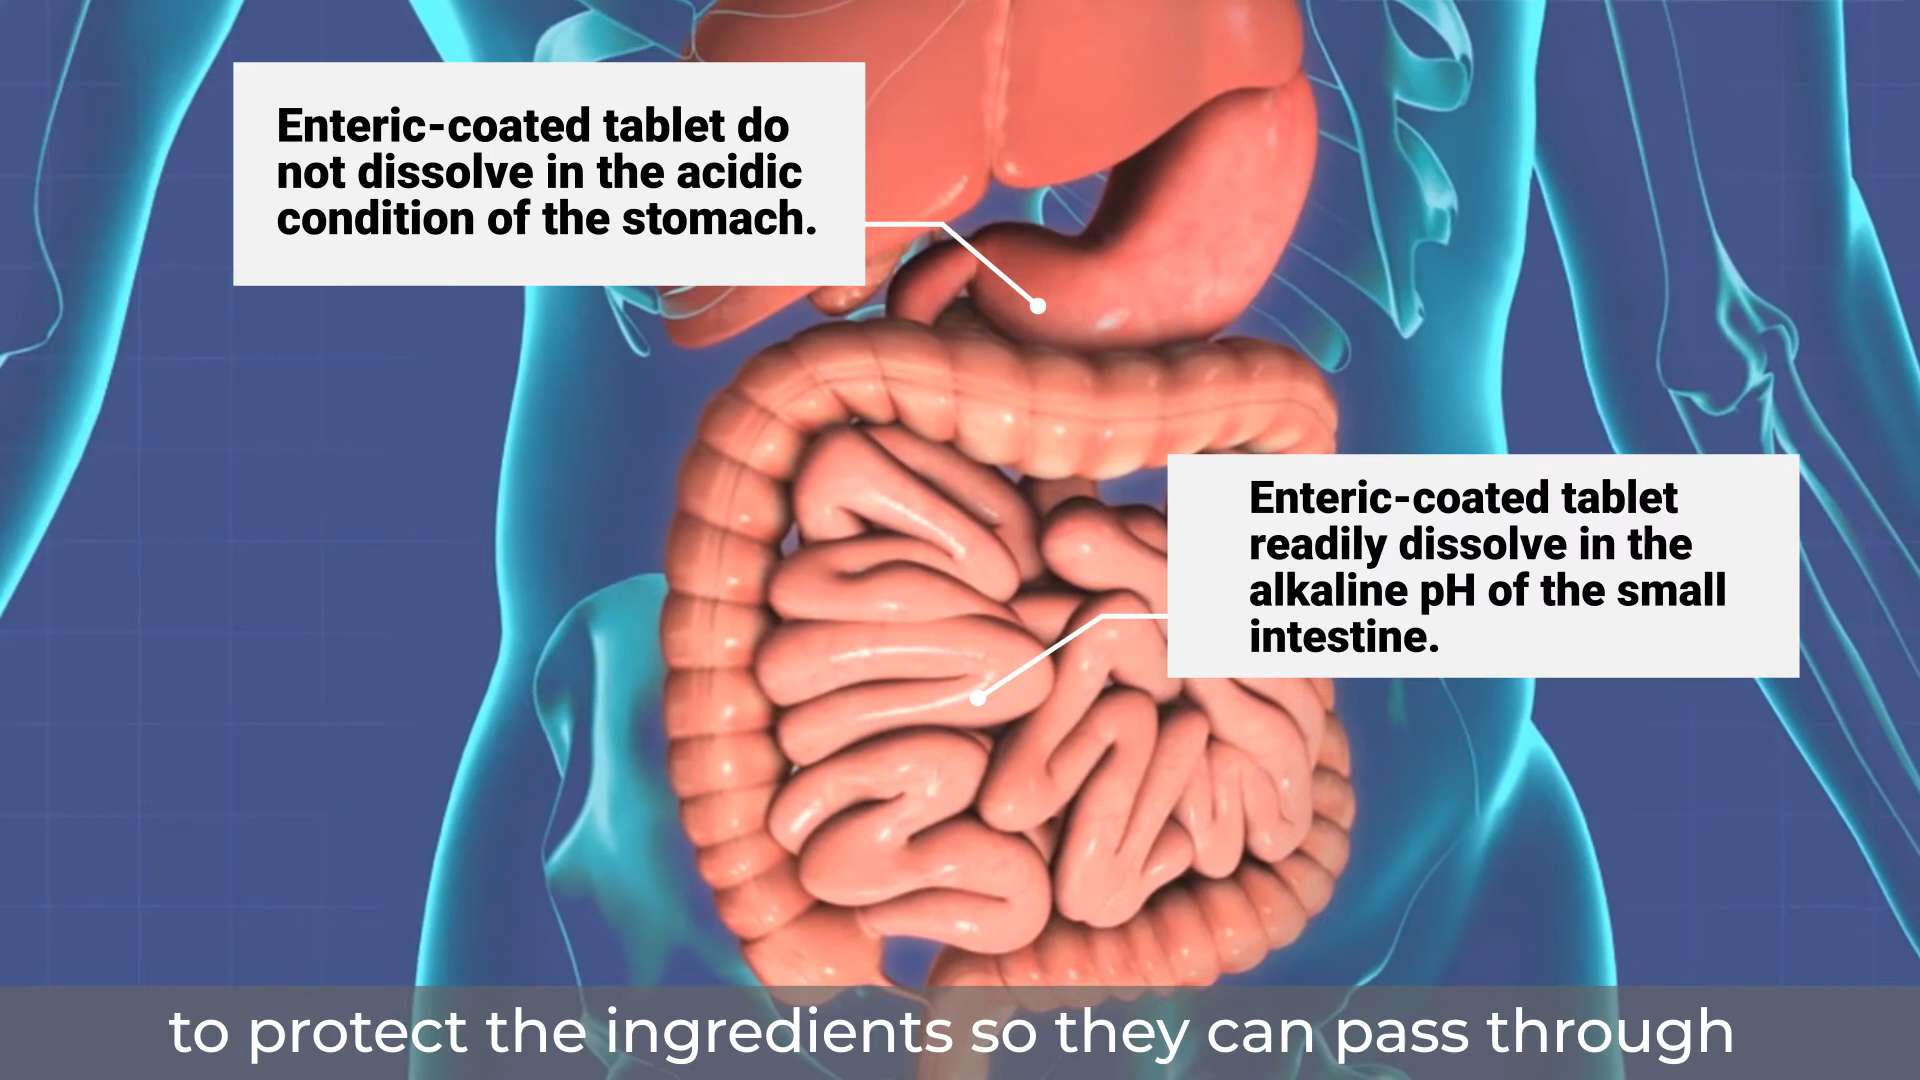 Enteric-coated tablet do
not dissolve in the acidic
condition of the stomach.
Enteric-coated tablet
readily dissolve in the
alkaline pH of the small
intestine.
to protect the ingredients so they can pass through